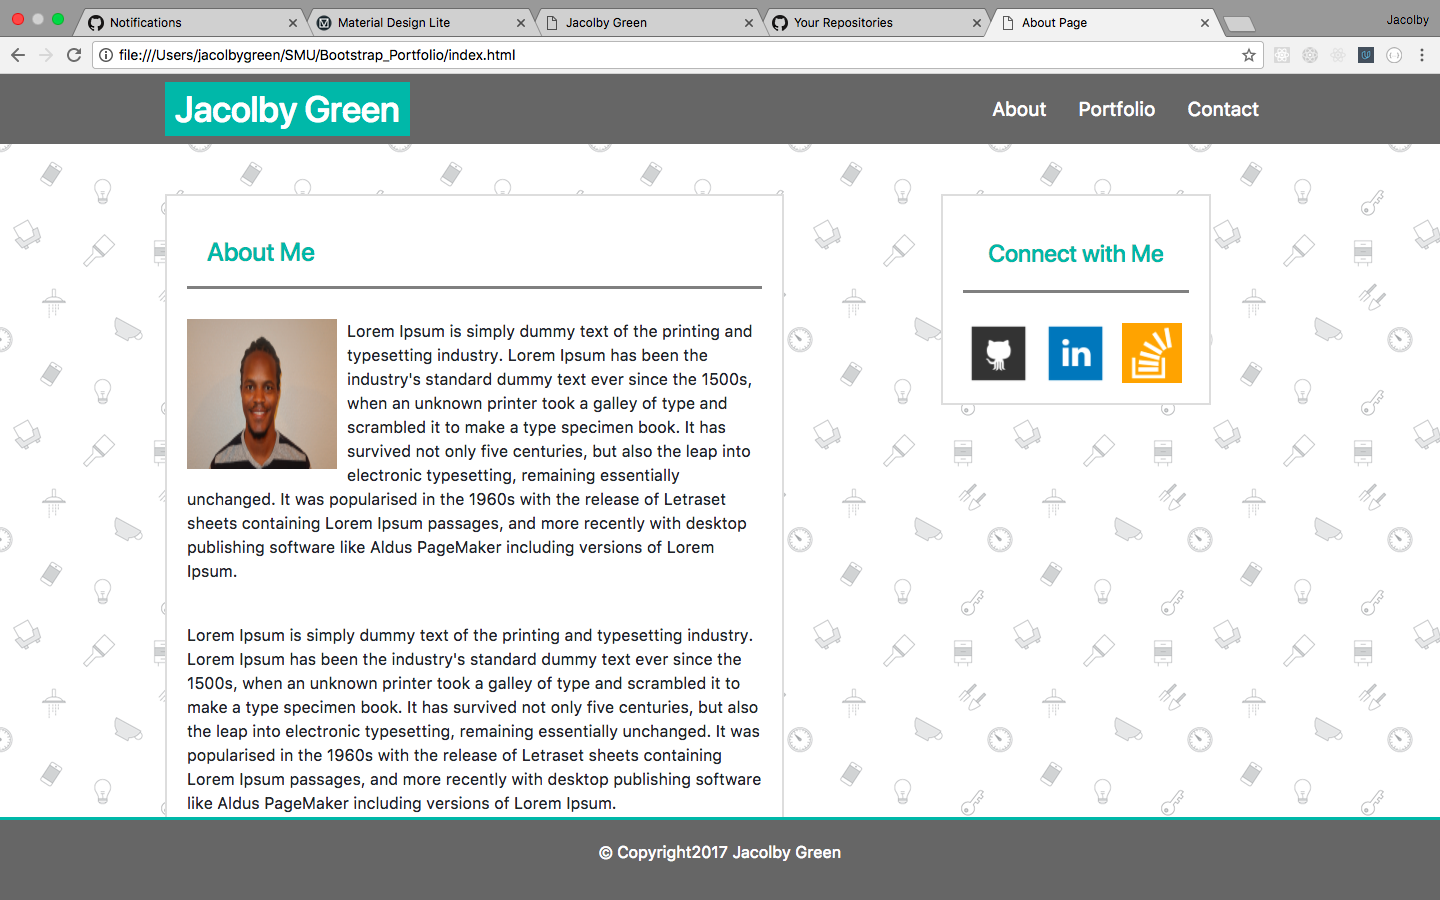 Notifications
Material Design Lite
Jacolby Green
Your Repositories
About Page
Jacolby
file:///Users/jacolbygreen/SMU/Bootstrap_Portfolio/index.html
Jacolby Green
About
Portfolio
Contact
About Me
Lorem Ipsum is simply dummy text of the printing and
typesetting industry. Lorem Ipsum has been the
industry's standard dummy text ever since the 1500s,
when an unknown printer took a galley of type and
scrambled it to make a type specimen book. It has
survived not only five centuries, but also the leap into
electronic typesetting, remaining essentially
unchanged. It was popularised in the 1960s with the release of Letraset
sheets containing Lorem Ipsum passages, and more recently with desktop
publishing software like Aldus PageMaker including versions of Lorem
Ipsum.
Lorem Ipsum is simply dummy text of the printing and typesetting industry.
Lorem Ipsum has been the industry's standard dummy text ever since the
1500s, when an unknown printer took a galley of type and scrambled it to
make a type specimen book. It has survived not only five centuries, but also
the leap into electronic typesetting, remaining essentially unchanged. It was
popularised in the 1960s with the release of Letraset sheets containing
Lorem Ipsum passages, and more recently with desktop publishing software
like Aldus PageMaker including versions of Lorem Ipsum.
Connect with Me
in
© Copyright2017 Jacolby Green